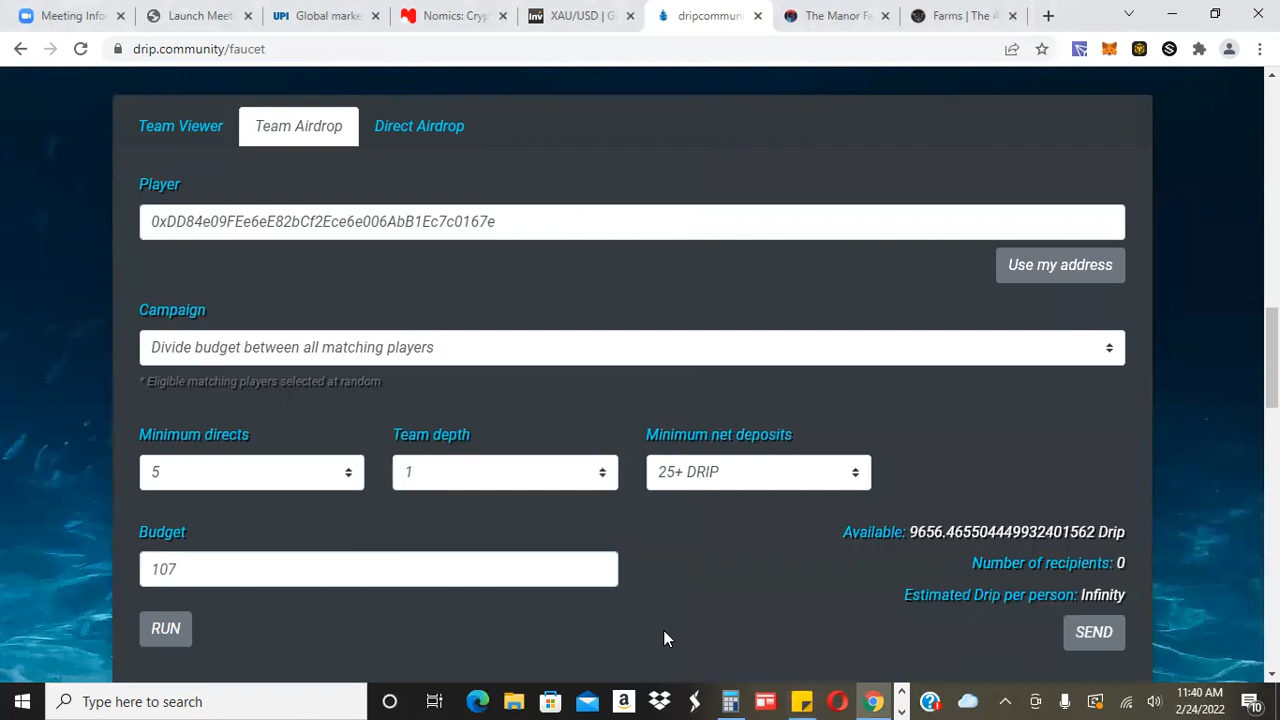 Meeting Info
Launch Meet
UPI Global marke
Nomics: Cryp
Inv XAU/USD | G
dripcommun
The Manor Fa
Farms | The A
drip.community/faucet
Team Viewer
Team Airdrop
Direct Airdrop
Player
0xDD84e09FEe6eE82bCf2Ece6e006AbB1Ec7c0167e
Use my address
Campaign
Divide budget between all matching players
* Eligible matching players selected at random
Minimum directs
Team depth
Minimum net deposits
5
1
25+ DRIP
Budget
Available: 9656.465504449932401562 Drip
107
Number of recipients: 0
Estimated Drip per person: Infinity
RUN
SEND
Type here to search
11:40 AM
2/24/2022
10